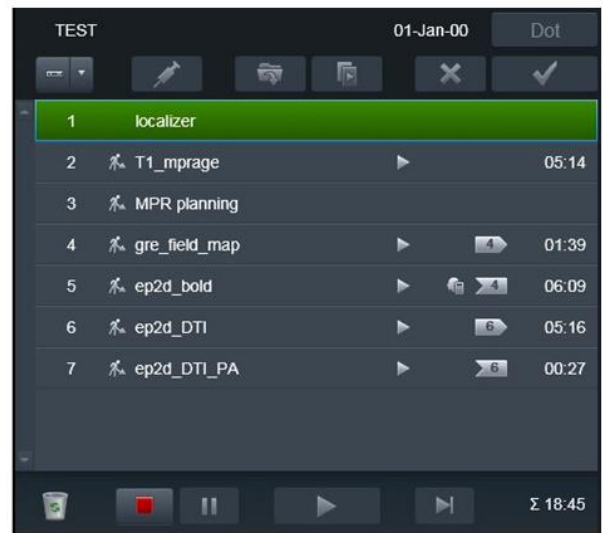 TEST 01-Jan-00 Dot
1 localizer
2 T1_mprage 05:14
3 MPR planning
4 gre_field_map 4 01:39
5 ep2d_bold 4 06:09
6 ep2d_DTI 6 05:16
7 ep2d_DTI_PA 6 00:27
Σ 18:45